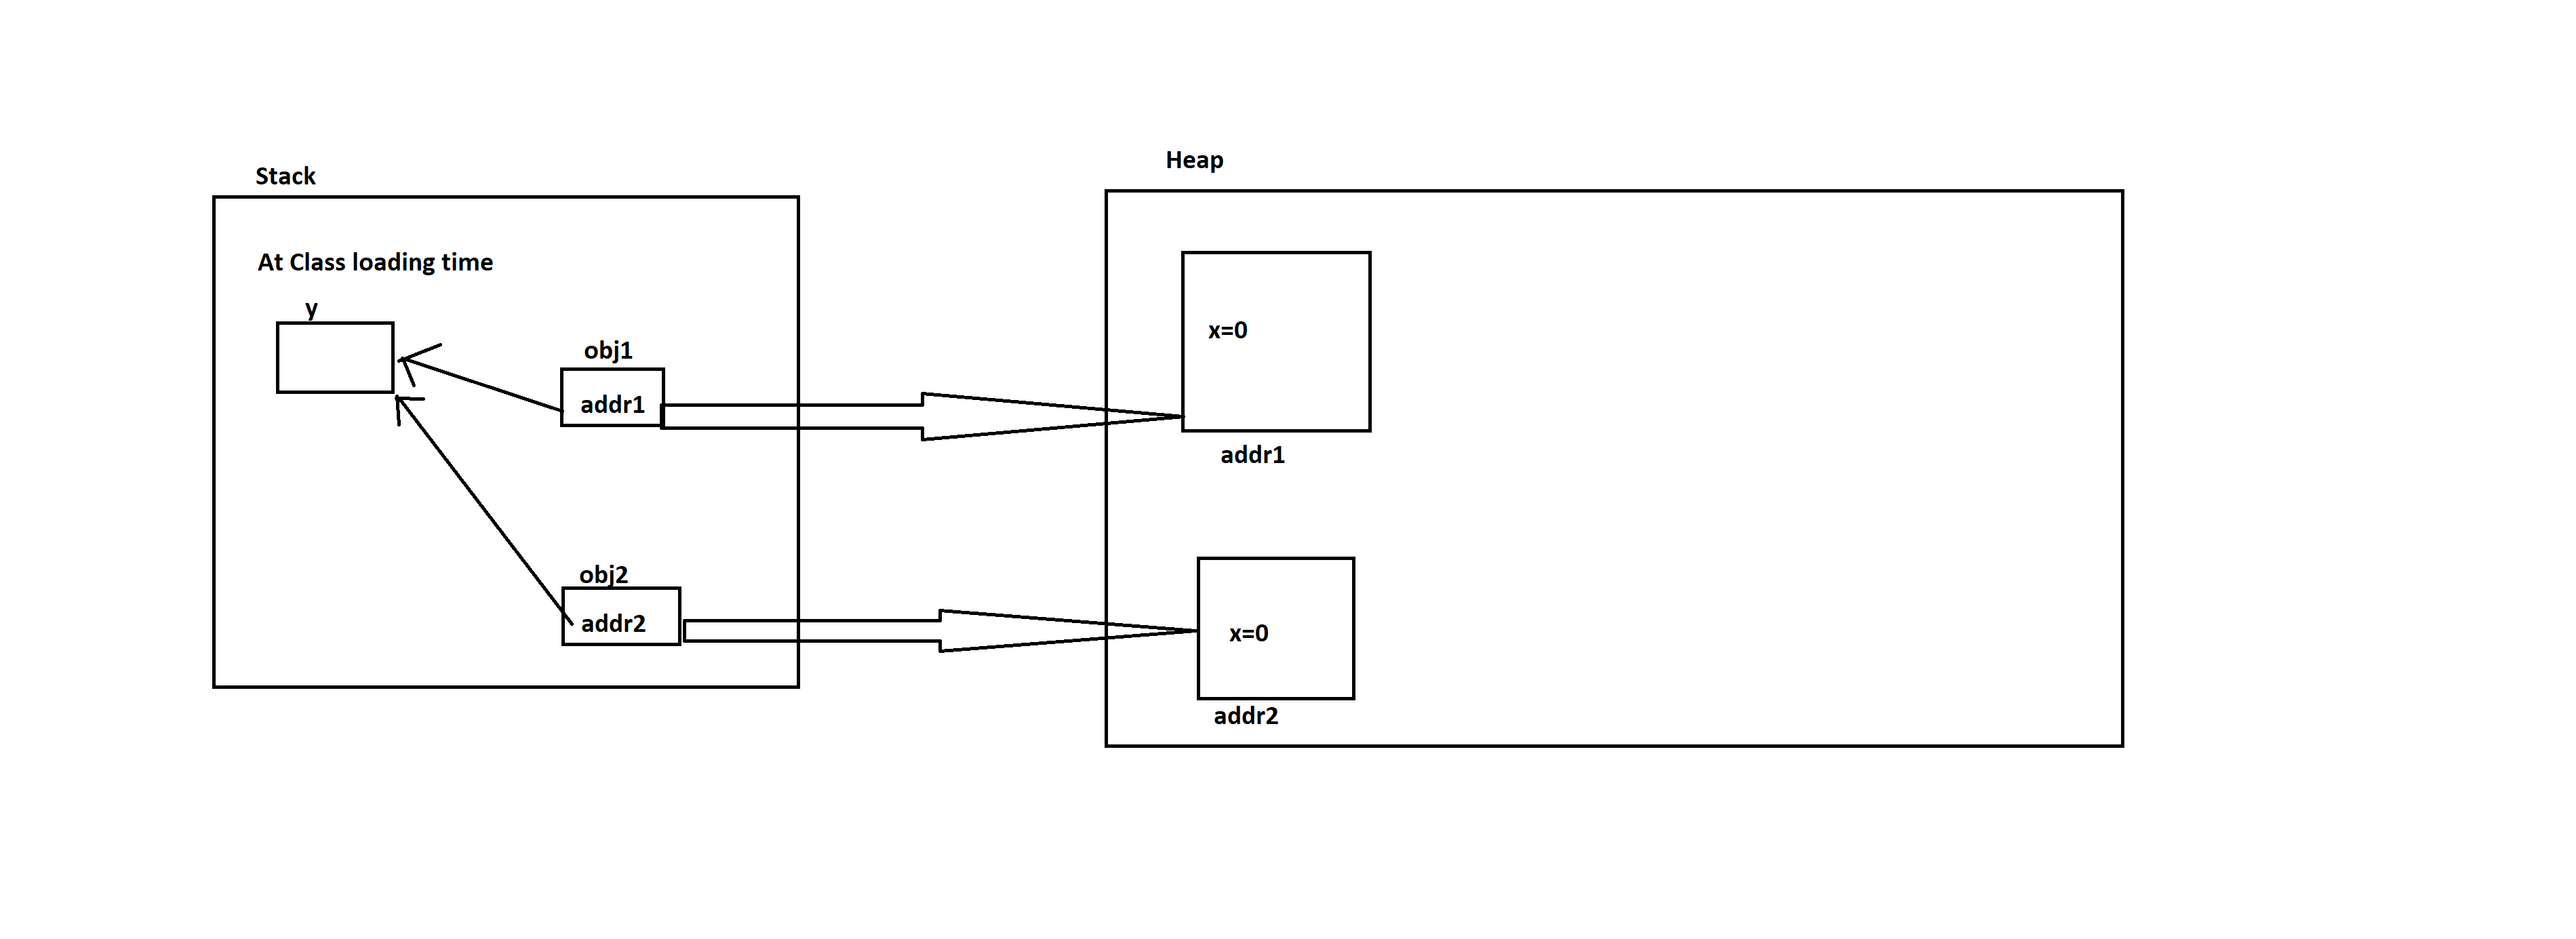 Stack
At Class loading time
y
obj1
addr1
obj2
addr2
Heap
x=0
addr1
x=0
addr2